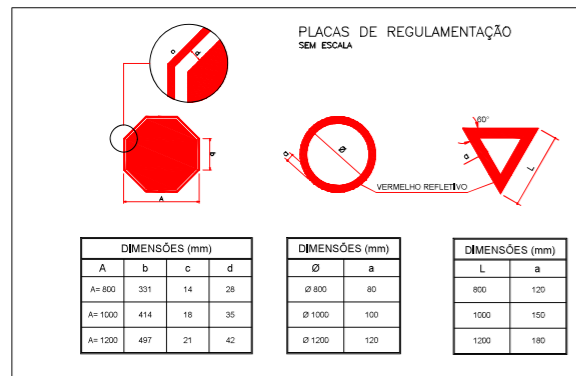 PLACAS DE REGULAMENTAÇÃO
SEM ESCALA
c
d
b
A
a
Ø
60°
a
L
VERMELHO REFLETIVO
DIMENSÕES (mm)
A b c d
A= 800 331 14 28
A= 1000 414 18 35
A= 1200 497 21 42
DIMENSÕES (mm)
Ø a
Ø 800 80
Ø 1000 100
Ø 1200 120
DIMENSÕES (mm)
L a
800 120
1000 150
1200 180